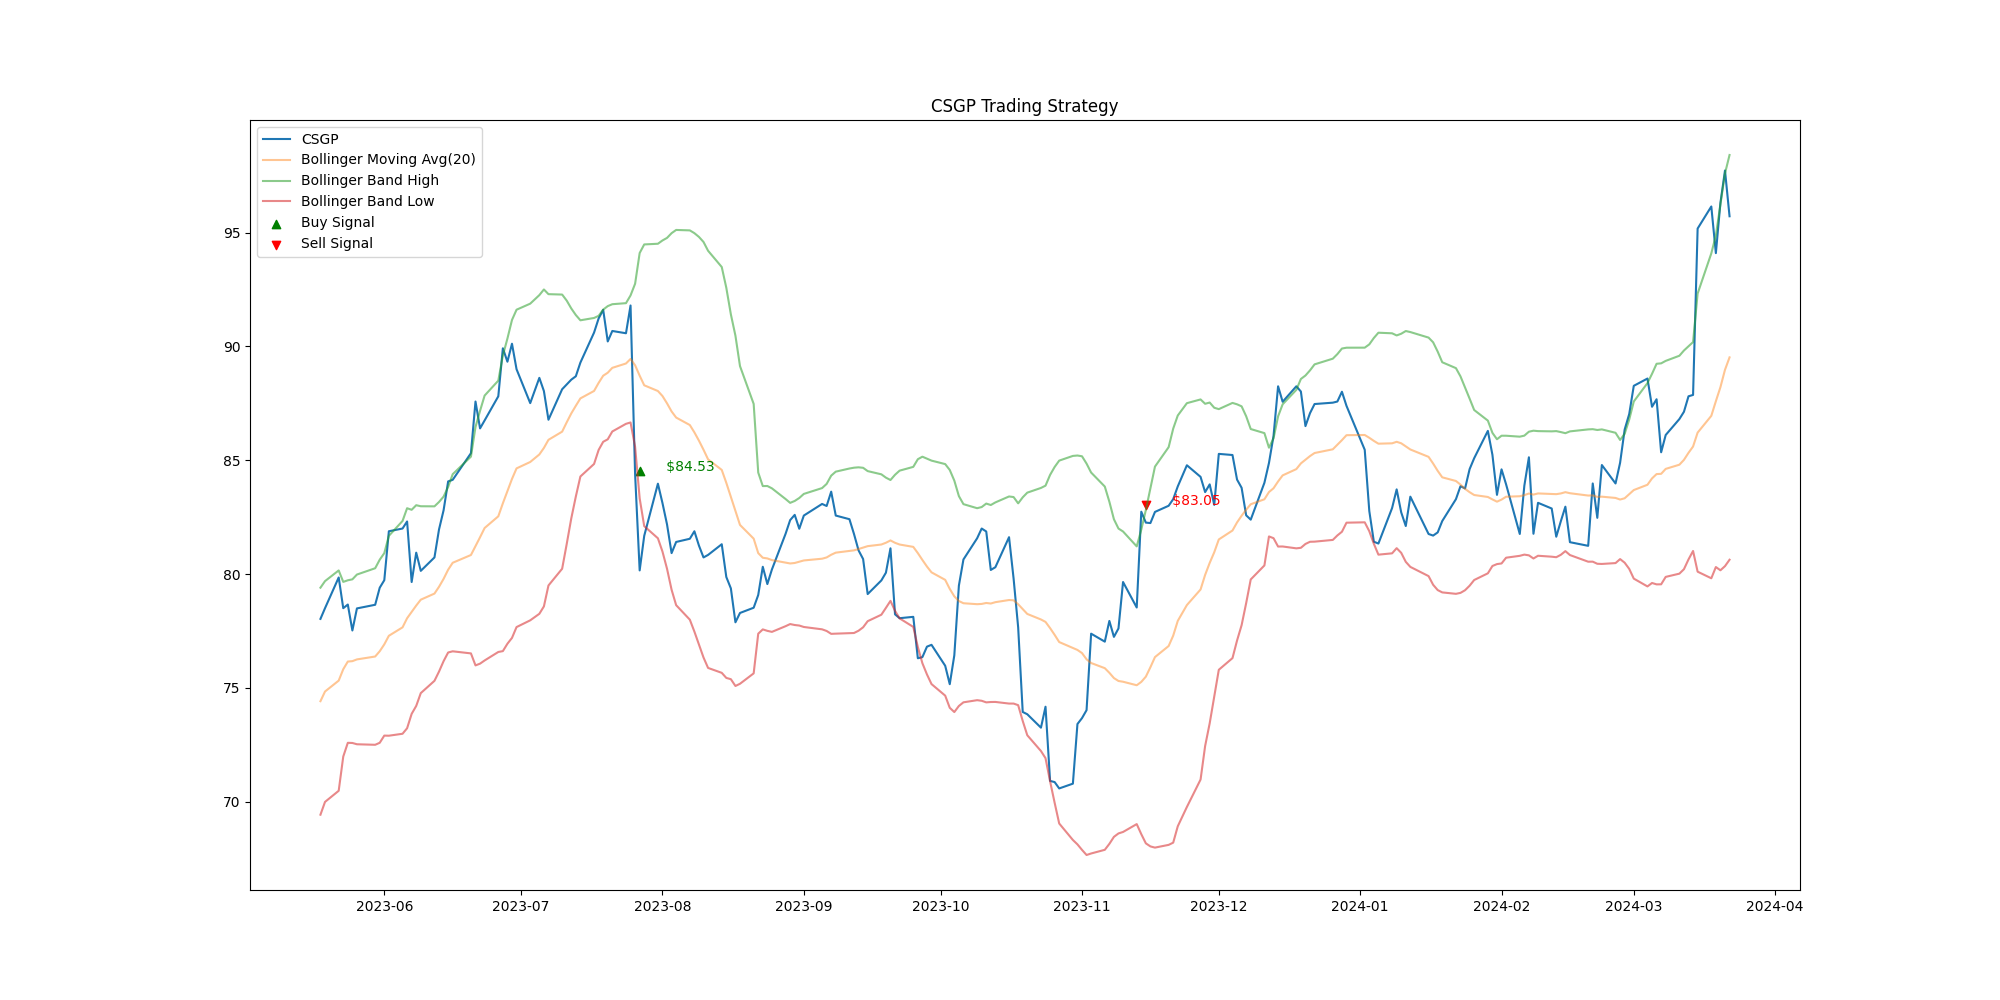 CSGP Trading Strategy
CSGP
Bollinger Moving Avg(20)
Bollinger Band High
Bollinger Band Low
Buy Signal
Sell Signal
95
90
85
80
75
70
$84.53
$83.05
2023-06
2023-07
2023-08
2023-09
2023-10
2023-11
2023-12
2024-01
2024-02
2024-03
2024-04